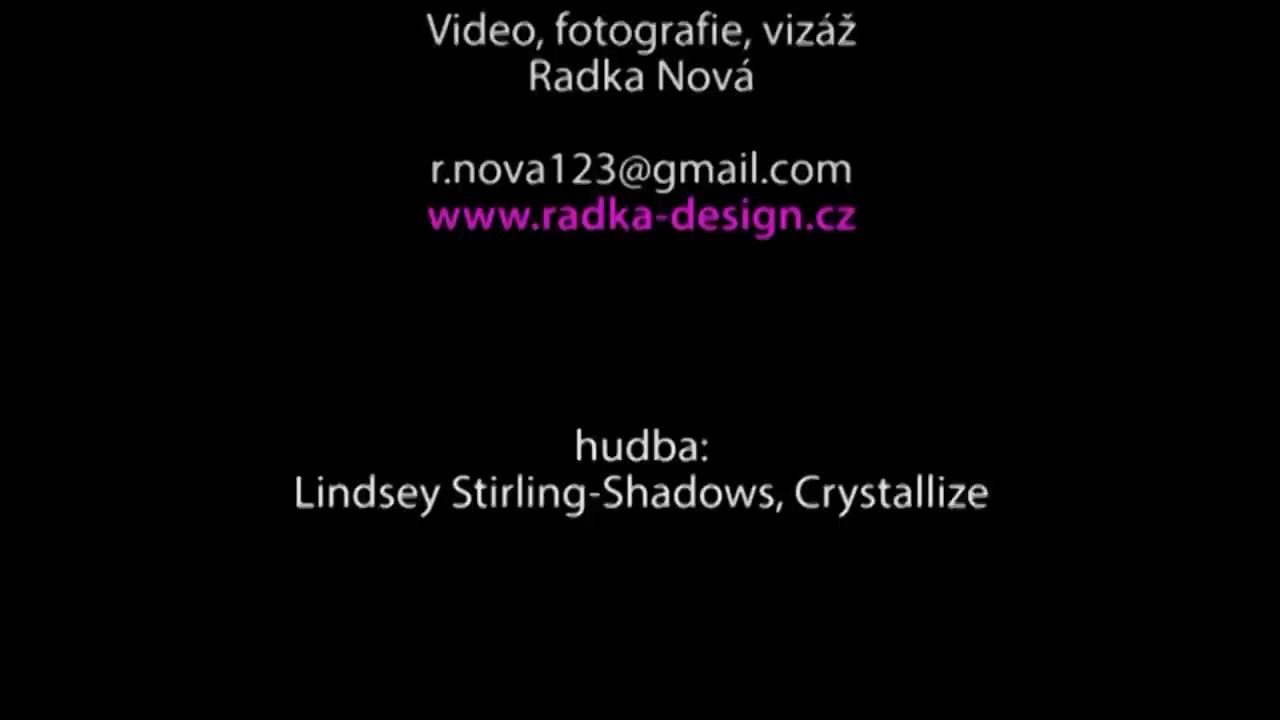 Video, fotografie, vizáž
Radka Nová
r.nova123@gmail.com
www.radka-design.cz
hudba:
Lindsey Stirling-Shadows, Crystallize